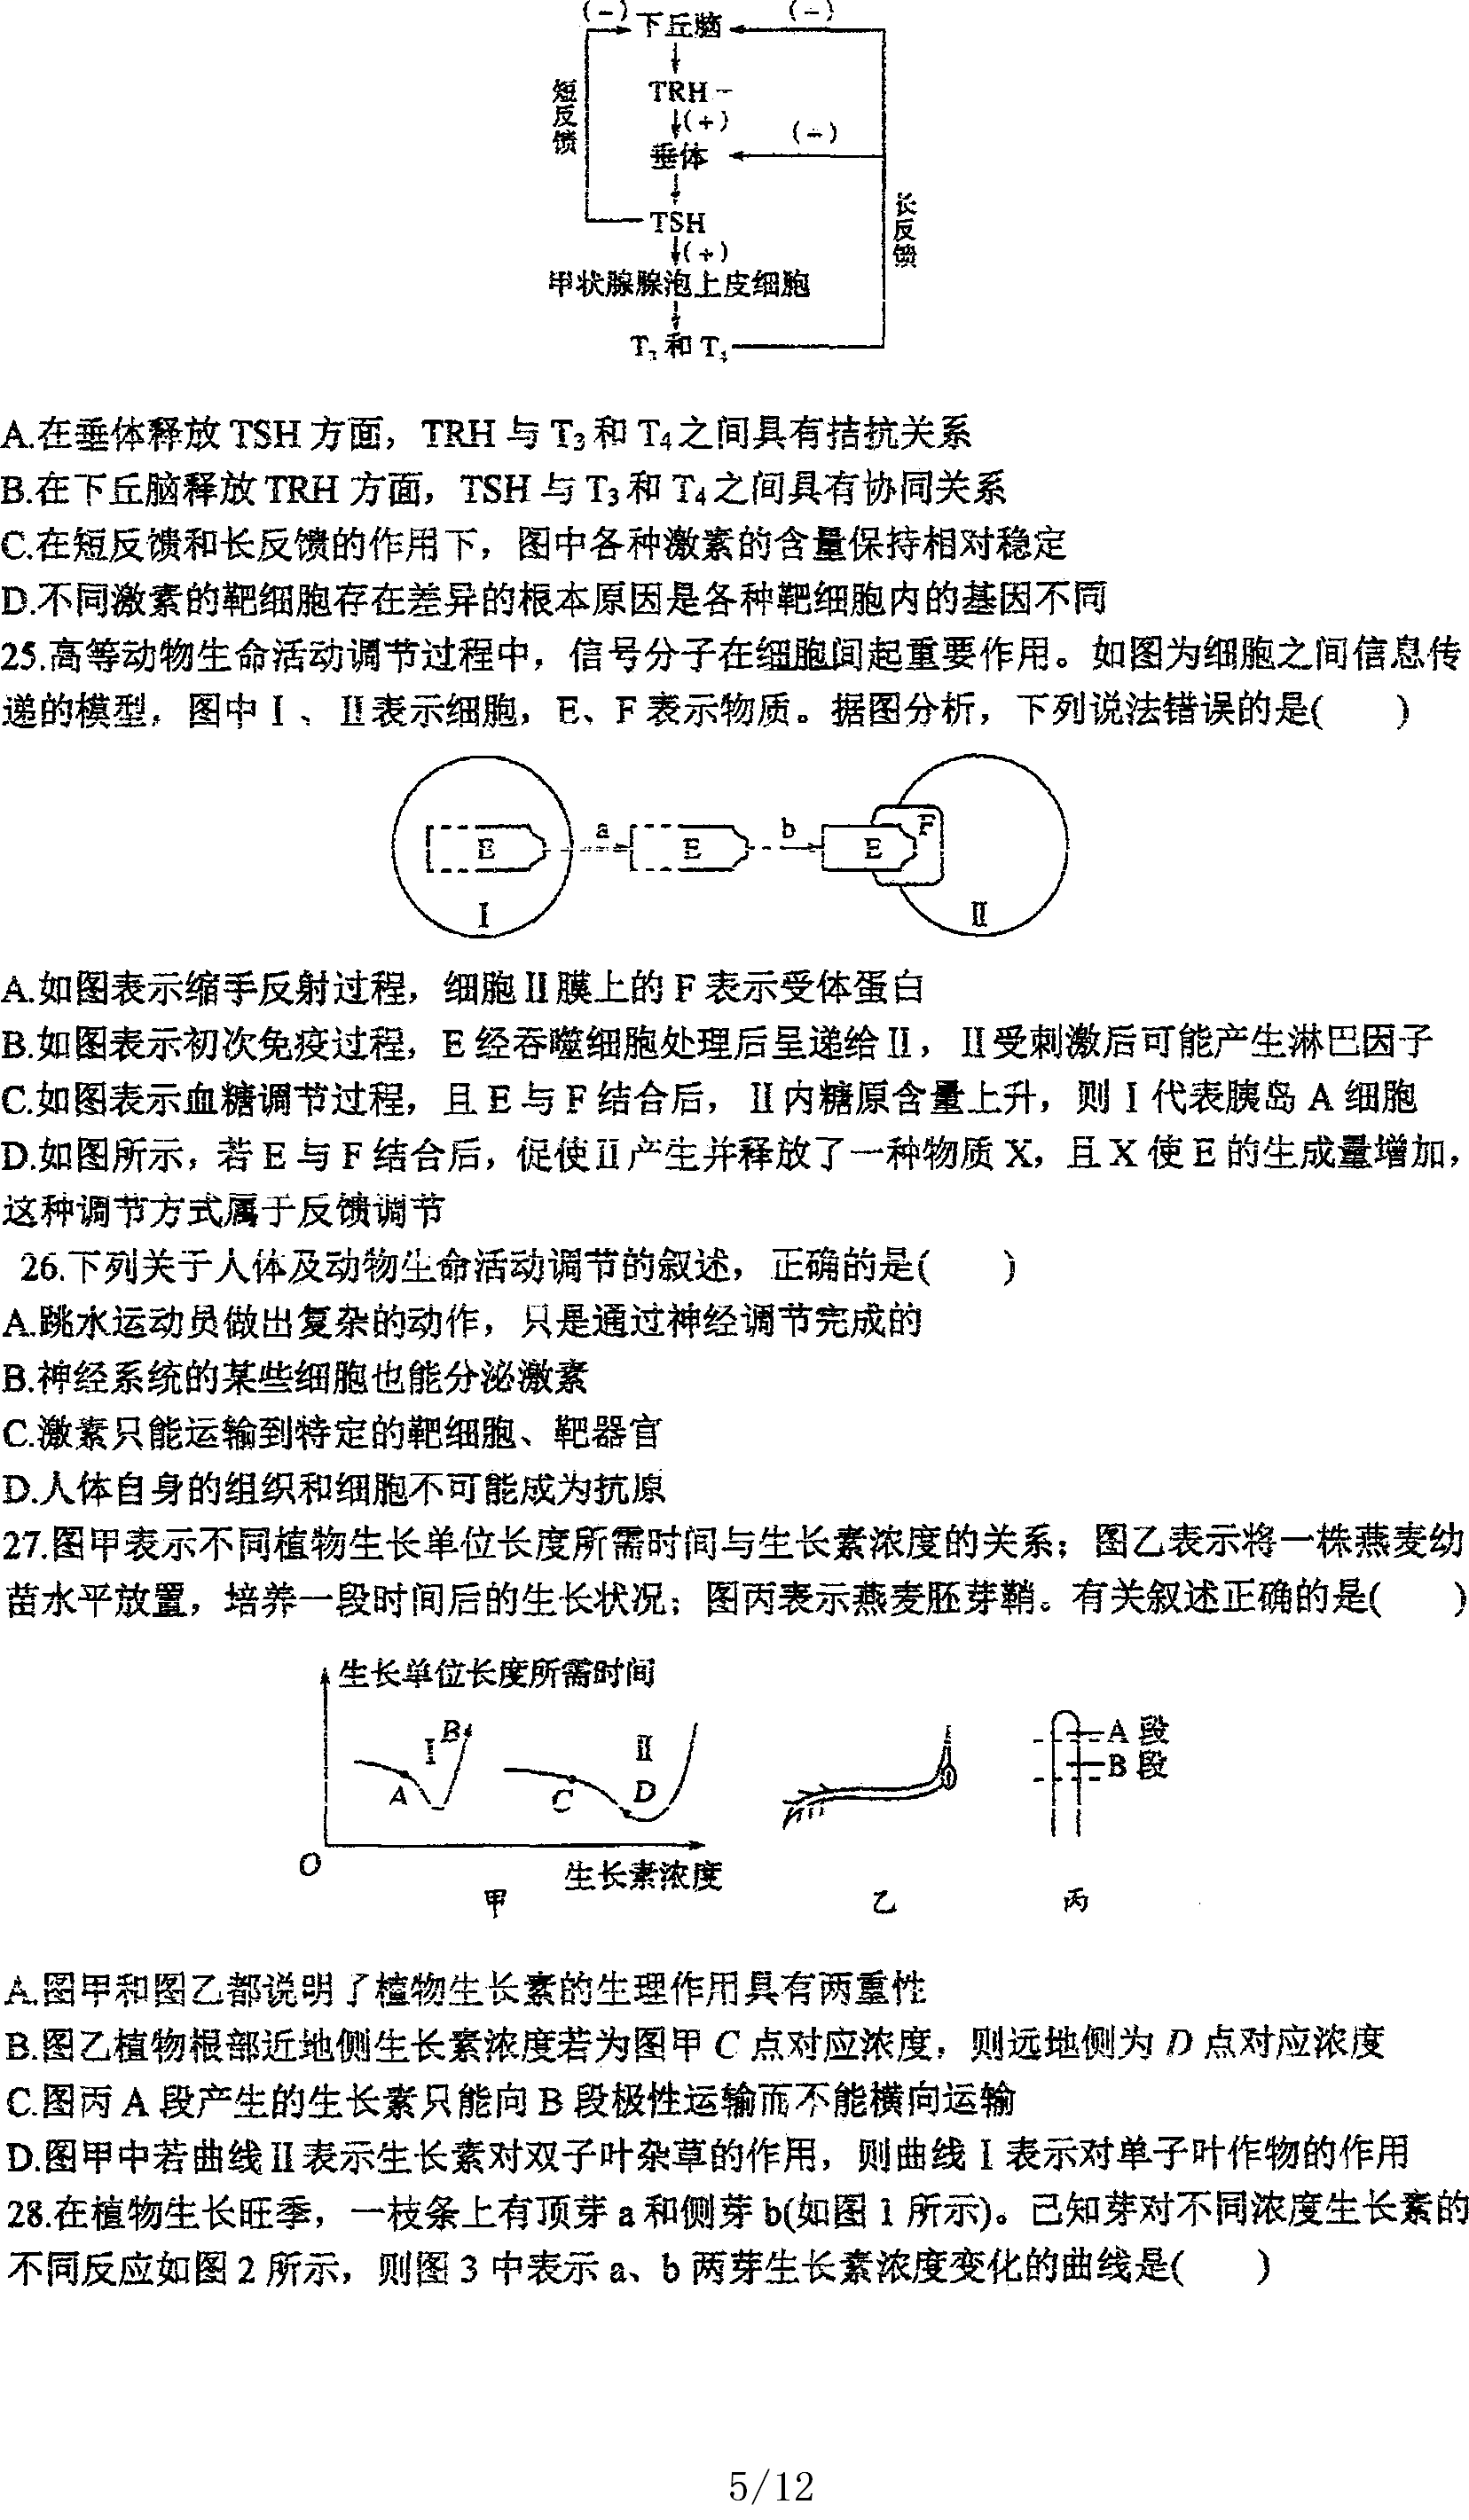 (-) 下丘脑 (-)
TRH
(+)
短反馈
垂体 (-)
TSH
长反馈
(+)
甲状腺腺泡上皮细胞
T₃和T₄
A.在垂体释放TSH方面，TRH与T₃和T₄之间具有拮抗关系
B.在下丘脑释放TRH方面，TSH与T₃和T₄之间具有协同关系
C.在短反馈和长反馈的作用下，图中各种激素的含量保持相对稳定
D.不同激素的靶细胞存在差异的根本原因是各种靶细胞内的基因不同
25.高等动物生命活动调节过程中，信号分子在细胞间起重要作用。如图为细胞之间信息传
递的模型，图中Ⅰ、Ⅱ表示细胞，E、F表示物质。据图分析，下列说法错误的是( )
E a E b E F
Ⅰ Ⅱ
A.如图表示缩手反射过程，细胞Ⅱ膜上的F表示受体蛋白
B.如图表示初次免疫过程，E经吞噬细胞处理后呈递给Ⅱ，Ⅱ受刺激后可能产生淋巴因子
C.如图表示血糖调节过程，且E与F结合后，Ⅱ内糖原含量上升，则Ⅰ代表胰岛A细胞
D.如图所示，若E与F结合后，促使Ⅱ产生并释放了一种物质X，且X使E的生成量增加，
这种调节方式属于反馈调节
26.下列关于人体及动物生命活动调节的叙述，正确的是( )
A.跳水运动员做出复杂的动作，只是通过神经调节完成的
B.神经系统的某些细胞也能分泌激素
C.激素只能运输到特定的靶细胞、靶器官
D.人体自身的组织和细胞不可能成为抗原
27.图甲表示不同植物生长单位长度所需时间与生长素浓度的关系；图乙表示将一株燕麦幼
苗水平放置，培养一段时间后的生长状况；图丙表示燕麦胚芽鞘。有关叙述正确的是( )
生长单位长度所需时间
Ⅰ B Ⅱ
A C D
O
生长素浓度
甲
乙
A段
B段
丙
A.图甲和图乙都说明了植物生长素的生理作用具有两重性
B.图乙植物根部近地侧生长素浓度若为图甲C点对应浓度，则远地侧为D点对应浓度
C.图丙A段产生的生长素只能向B段极性运输而不能横向运输
D.图甲中若曲线Ⅱ表示生长素对双子叶杂草的作用，则曲线Ⅰ表示对单子叶作物的作用
28.在植物生长旺季，一枝条上有顶芽a和侧芽b(如图1所示)。已知芽对不同浓度生长素的
不同反应如图2所示，则图3中表示a、b两芽生长素浓度变化的曲线是( )
5/12